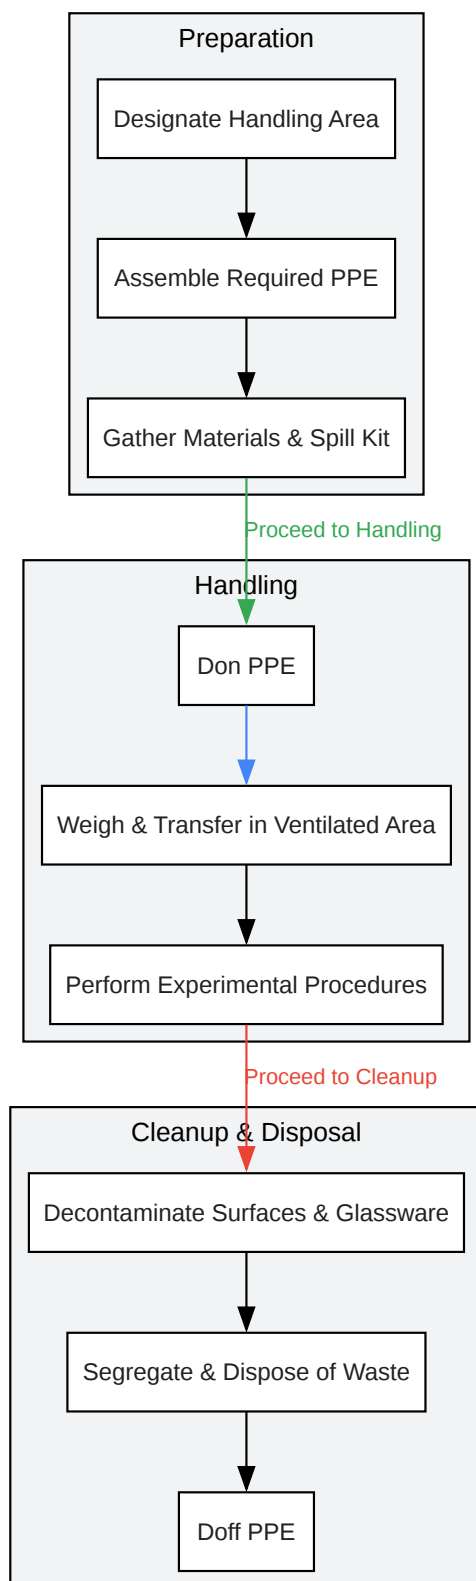 Preparation
Designate Handling Area
Assemble Required PPE
Gather Materials & Spill Kit
Proceed to Handling
Handling
Don PPE
Weigh & Transfer in Ventilated Area
Perform Experimental Procedures
Proceed to Cleanup
Cleanup & Disposal
Decontaminate Surfaces & Glassware
Segregate & Dispose of Waste
Doff PPE